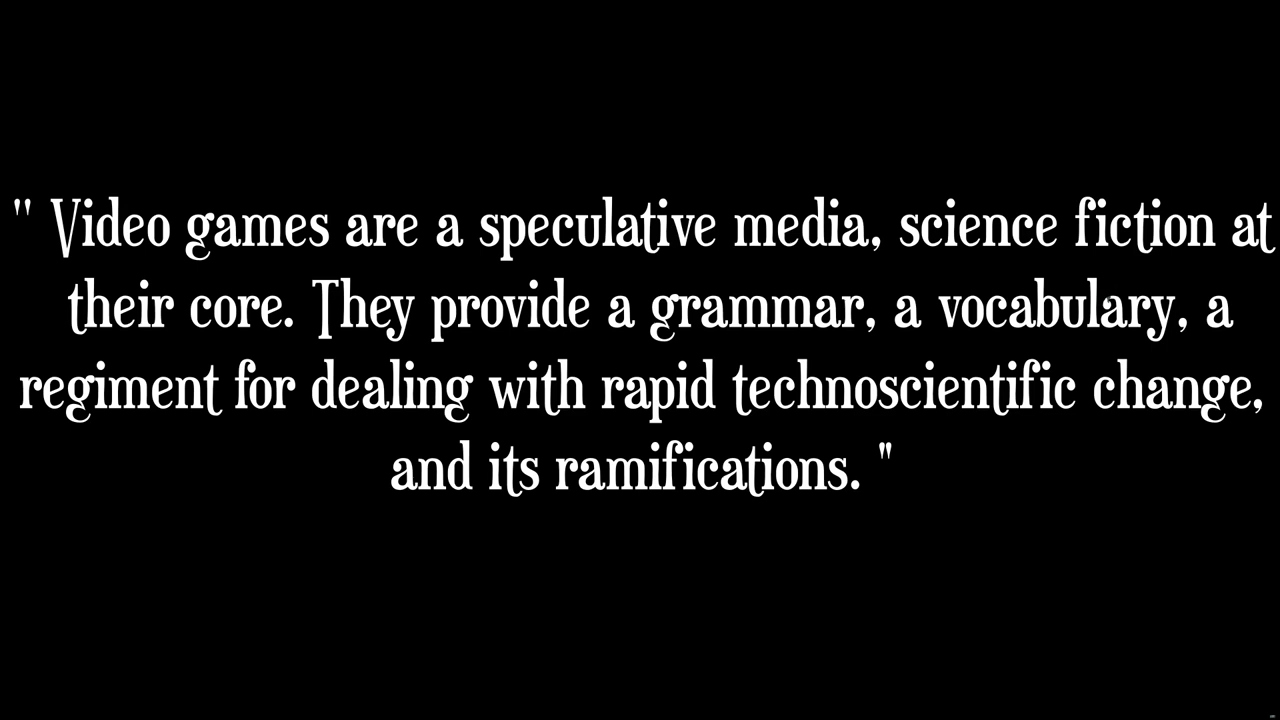 " Video games are a speculative media, science fiction at
their core. They provide a grammar, a vocabulary, a
regiment for dealing with rapid technoscientific change,
and its ramifications. "